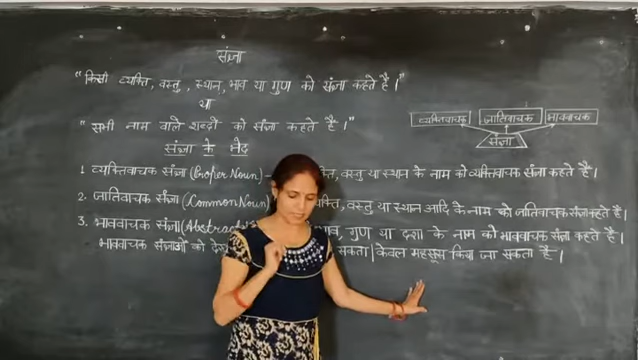 संज्ञा
"किसी व्यक्ति, वस्तु, स्थान, भाव या गुण को संज्ञा कहते हैं।"
या
"सभी नाम वाले शब्दों को संज्ञा कहते हैं।"
व्यक्तिवाचक जातिवाचक भाववाचक
संज्ञा
संज्ञा के भेद
1. व्यक्तिवाचक संज्ञा (Proper Noun) - वस्तु या स्थान के नाम को व्यक्तिवाचक संज्ञा कहते हैं।
2. जातिवाचक संज्ञा (Common Noun) वस्तु या स्थान आदि के नाम को जातिवाचक संज्ञा कहते हैं।
3. भाववाचक संज्ञा गुण या दशा के नाम को भाववाचक संज्ञा कहते हैं।
भाववाचक संज्ञाओं को सकता। केवल महसूस किया जा सकता है।